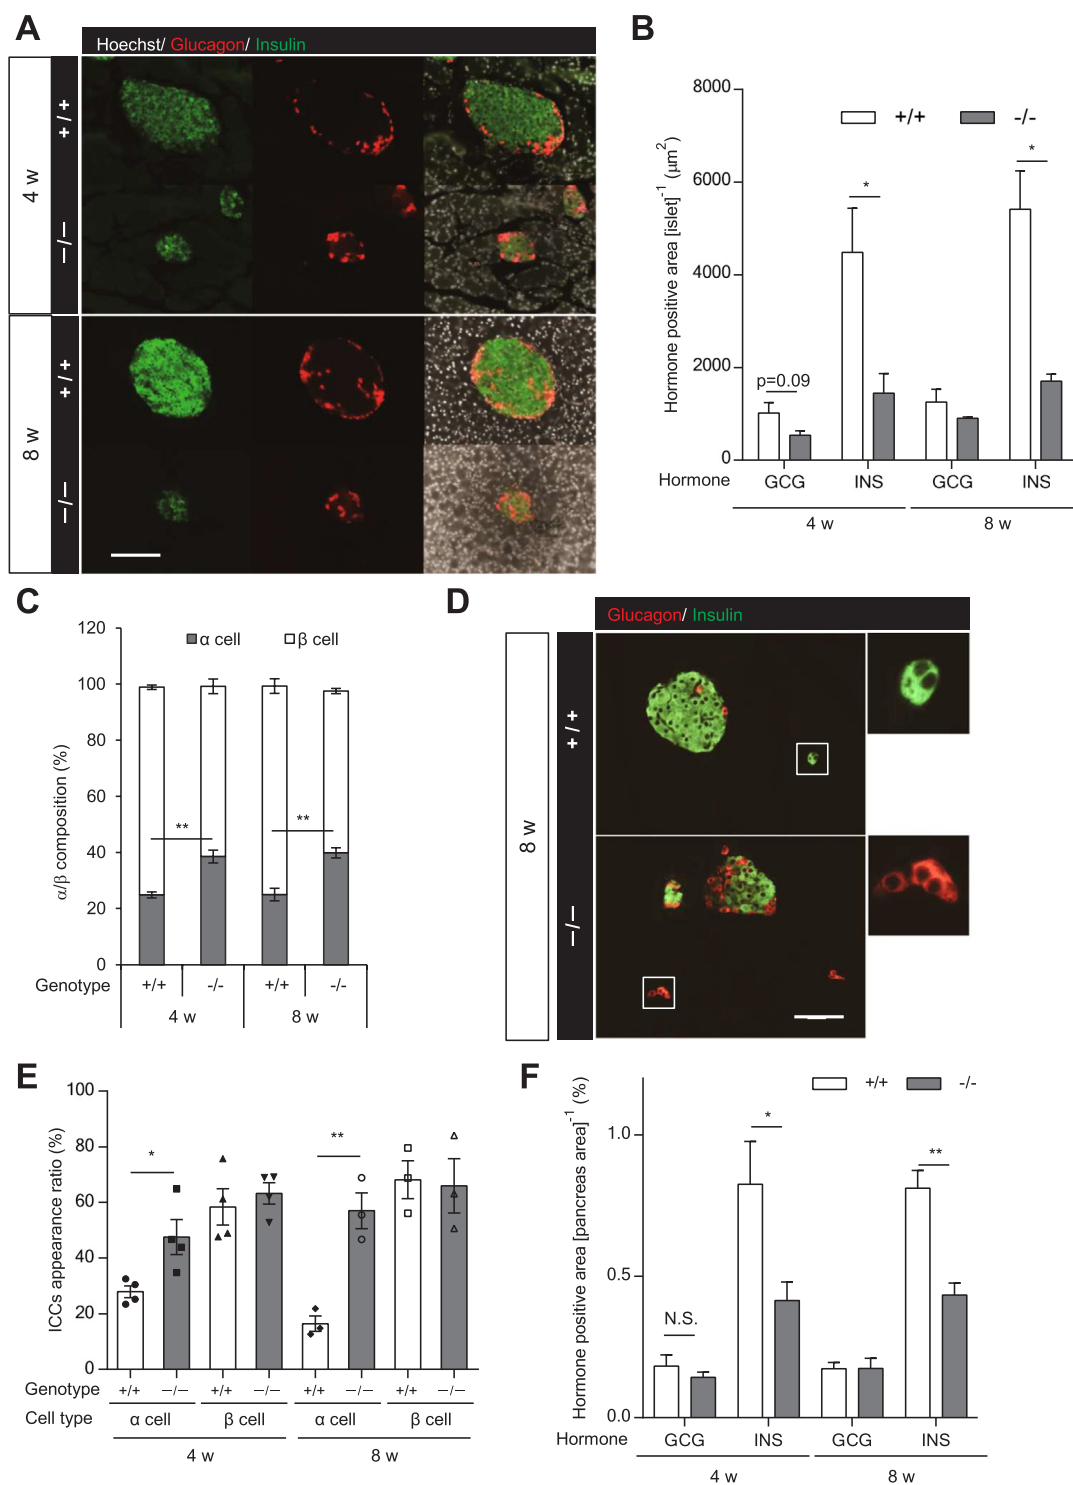 A
Hoechst/ Glucagon/ Insulin
4 w
+/+
−/−
8 w
+/+
−/−
B
Hormone positive area [islet]-1 (μm2)
8000
6000
4000
2000
0
+/+
-/-
*
*
p=0.09
Hormone
GCG
INS
GCG
INS
4 w
8 w
C
α/β composition (%)
120
100
80
60
40
20
0
α cell
β cell
**
**
Genotype
+/+
-/-
+/+
-/-
4 w
8 w
D
Glucagon/ Insulin
8 w
+/+
−/−
E
ICCs appearance ratio (%)
100
80
60
40
20
0
*
**
Genotype
+/+
−/−
+/+
−/−
+/+
−/−
+/+
−/−
Cell type
α cell
β cell
α cell
β cell
4 w
8 w
F
Hormone positive area [pancreas area]-1 (%)
1.0
0.5
0.0
+/+
-/-
N.S.
*
**
Hormone
GCG
INS
GCG
INS
4 w
8 w